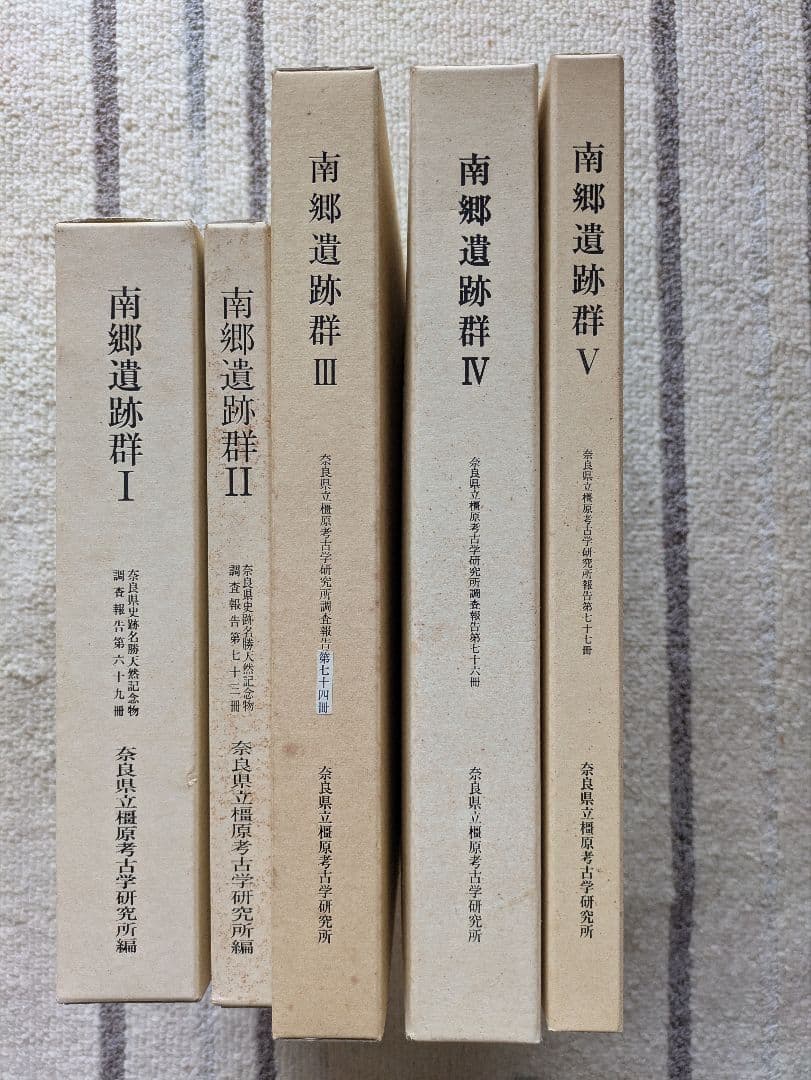 南郷遺跡群Ⅰ
奈良県史跡名勝天然記念物
調査報告第六十九冊
奈良県立橿原考古学研究所編
南郷遺跡群Ⅱ
奈良県史跡名勝天然記念物
調査報告第七十三冊
奈良県立橿原考古学研究所編
南郷遺跡群Ⅲ
奈良県立橿原考古学研究所調査報告第七十四冊
奈良県立橿原考古学研究所
南郷遺跡群Ⅳ
奈良県立橿原考古学研究所調査報告第七十六冊
奈良県立橿原考古学研究所
南郷遺跡群Ⅴ
奈良県立橿原考古学研究所報告第七十七冊
奈良県立橿原考古学研究所